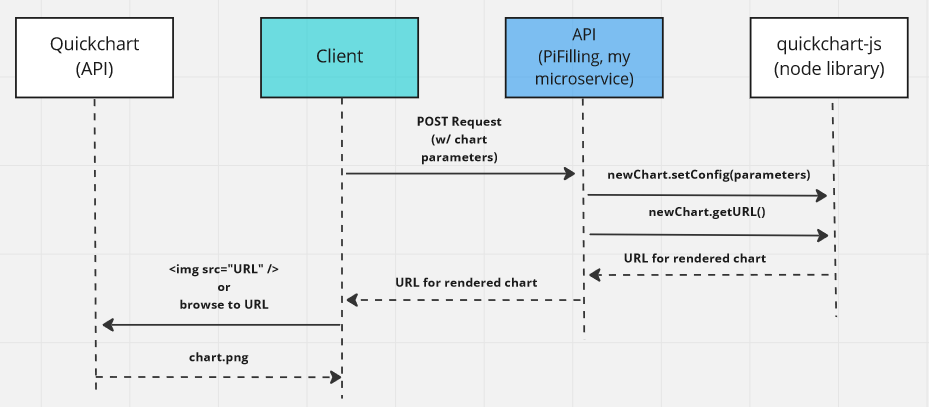 Quickchart
(API)
Client
API
(PiFilling, my
microservice)
quickchart-js
(node library)
POST Request
(w/ chart
parameters)
newChart.setConfig(parameters)
newChart.getURL()
URL for rendered chart
URL for rendered chart
<img src="URL" />
or
browse to URL
chart.png